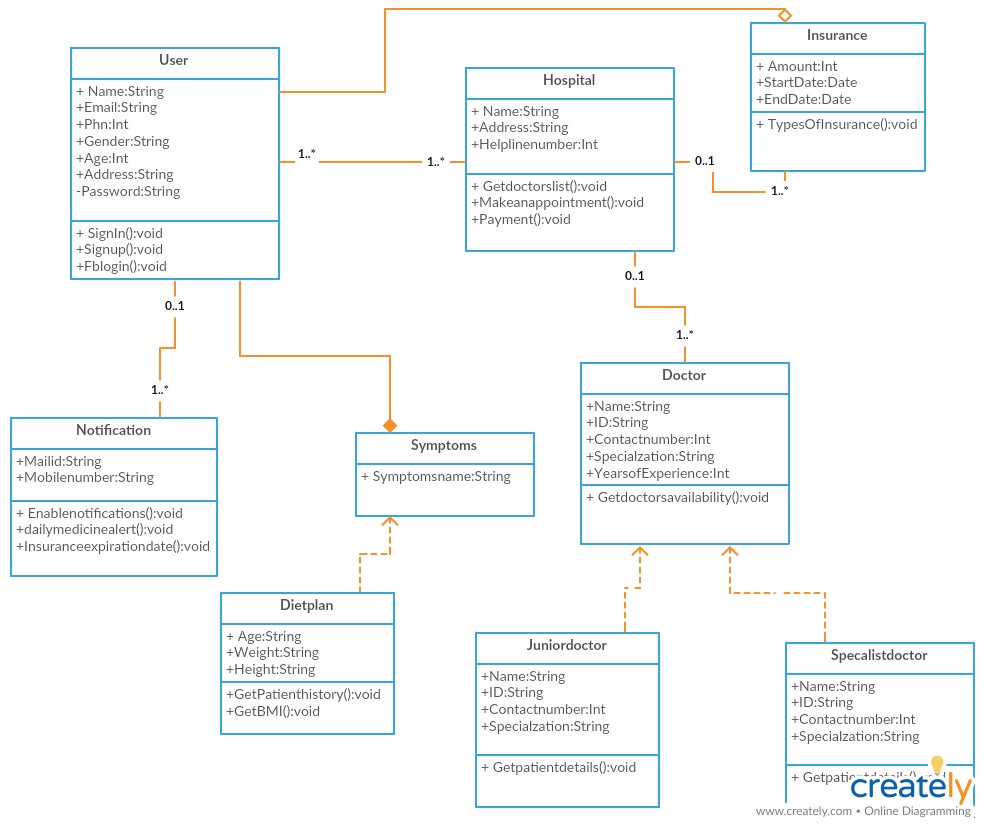 User
+ Name:String
+Email:String
+Phn:Int
+Gender:String
+Age:Int
+Address:String
-Password:String
+ SignIn():void
+Signup():void
+Fblogin():void
Hospital
+ Name:String
+Address:String
+Helplinenumber:Int
+ Getdoctorslist():void
+Makeanappointment():void
+Payment():void
Insurance
+ Amount:Int
+StartDate:Date
+EndDate:Date
+ TypesOfInsurance():void
1..*
1..*
0..1
1..*
0..1
1..*
0..1
1..*
Notification
+Mailid:String
+Mobilenumber:String
+ Enablenotifications():void
+dailymedicinealert():void
+Insuranceexpirationdate():void
Symptoms
+ Symptomsname:String
Doctor
+Name:String
+ID:String
+Contactnumber:Int
+Specialzation:String
+YearsofExperience:Int
+ Getdoctorsavailability():void
Dietplan
+ Age:String
+Weight:String
+Height:String
+GetPatienthistory():void
+GetBMI():void
Juniordoctor
+Name:String
+ID:String
+Contactnumber:Int
+Specialzation:String
+ Getpatientdetails():void
Specalistdoctor
+Name:String
+ID:String
+Contactnumber:Int
+Specialzation:String
+ Getpatientdetails():void
creately
www.creately.com • Online Diagramming